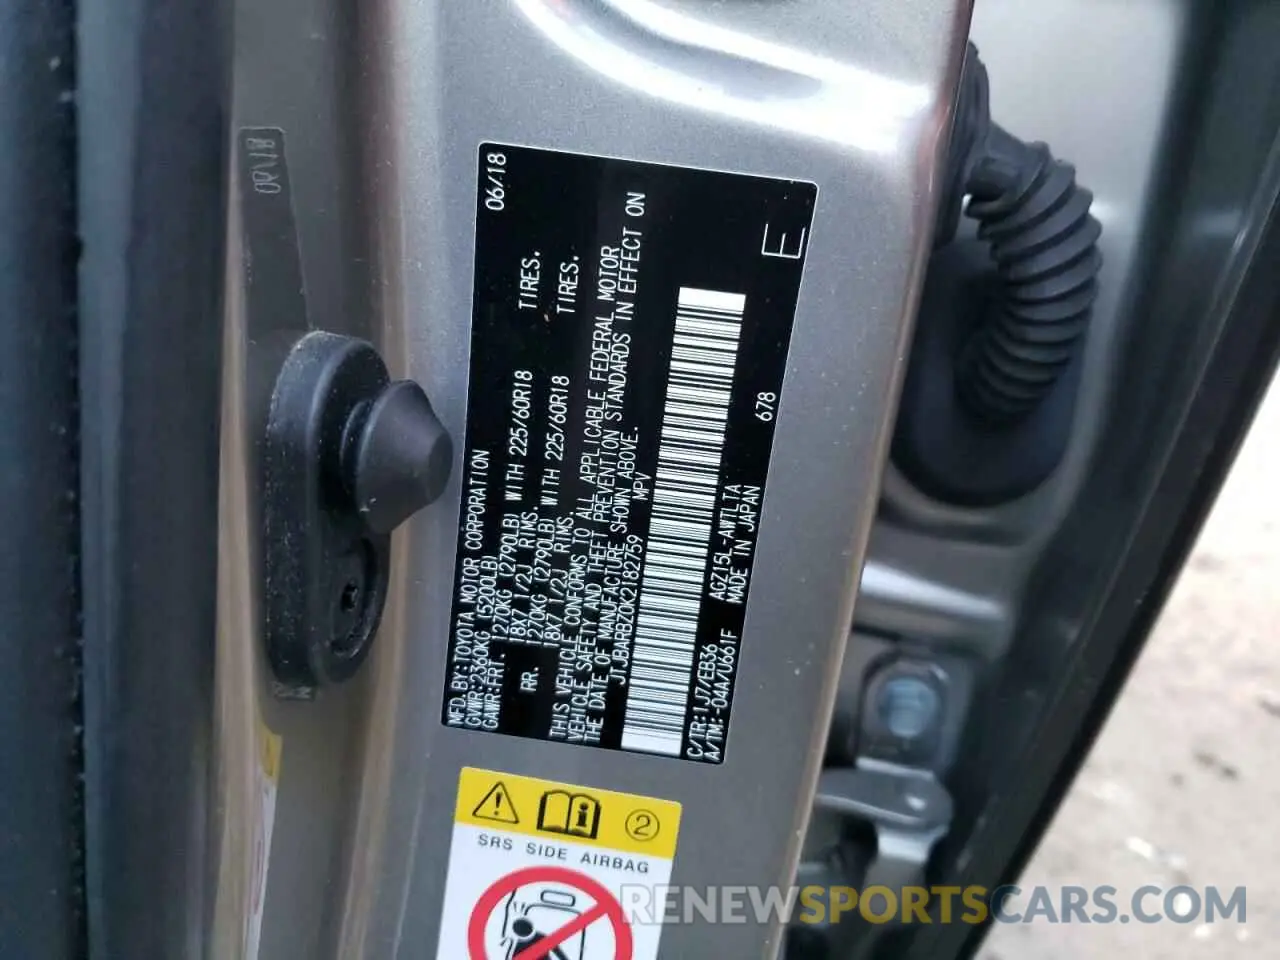 MFD.BY:TOYOTA MOTOR CORPORATION 06/18
GVWR:2360KG (5200LB)
GAWR:FRT. 1270KG (2790LB) WITH 225/60R18 TIRES.
18X7 1/2J RIMS.
RR. 1270KG (2790LB) WITH 225/60R18 TIRES.
18X7 1/2J RIMS.
THIS VEHICLE CONFORMS TO ALL APPLICABLE FEDERAL MOTOR
VEHICLE SAFETY AND THEFT PREVENTION STANDARDS IN EFFECT ON
THE DATE OF MANUFACTURE SHOWN ABOVE.
JTJBARBZ0K2182759 MPV
C/TR:1J7/EB36 AGZ15L-AWTLTA 678
A/TM:-04A/U661F MADE IN JAPAN
E
2
SRS SIDE AIRBAG
RENEWSPORTSCARS.COM